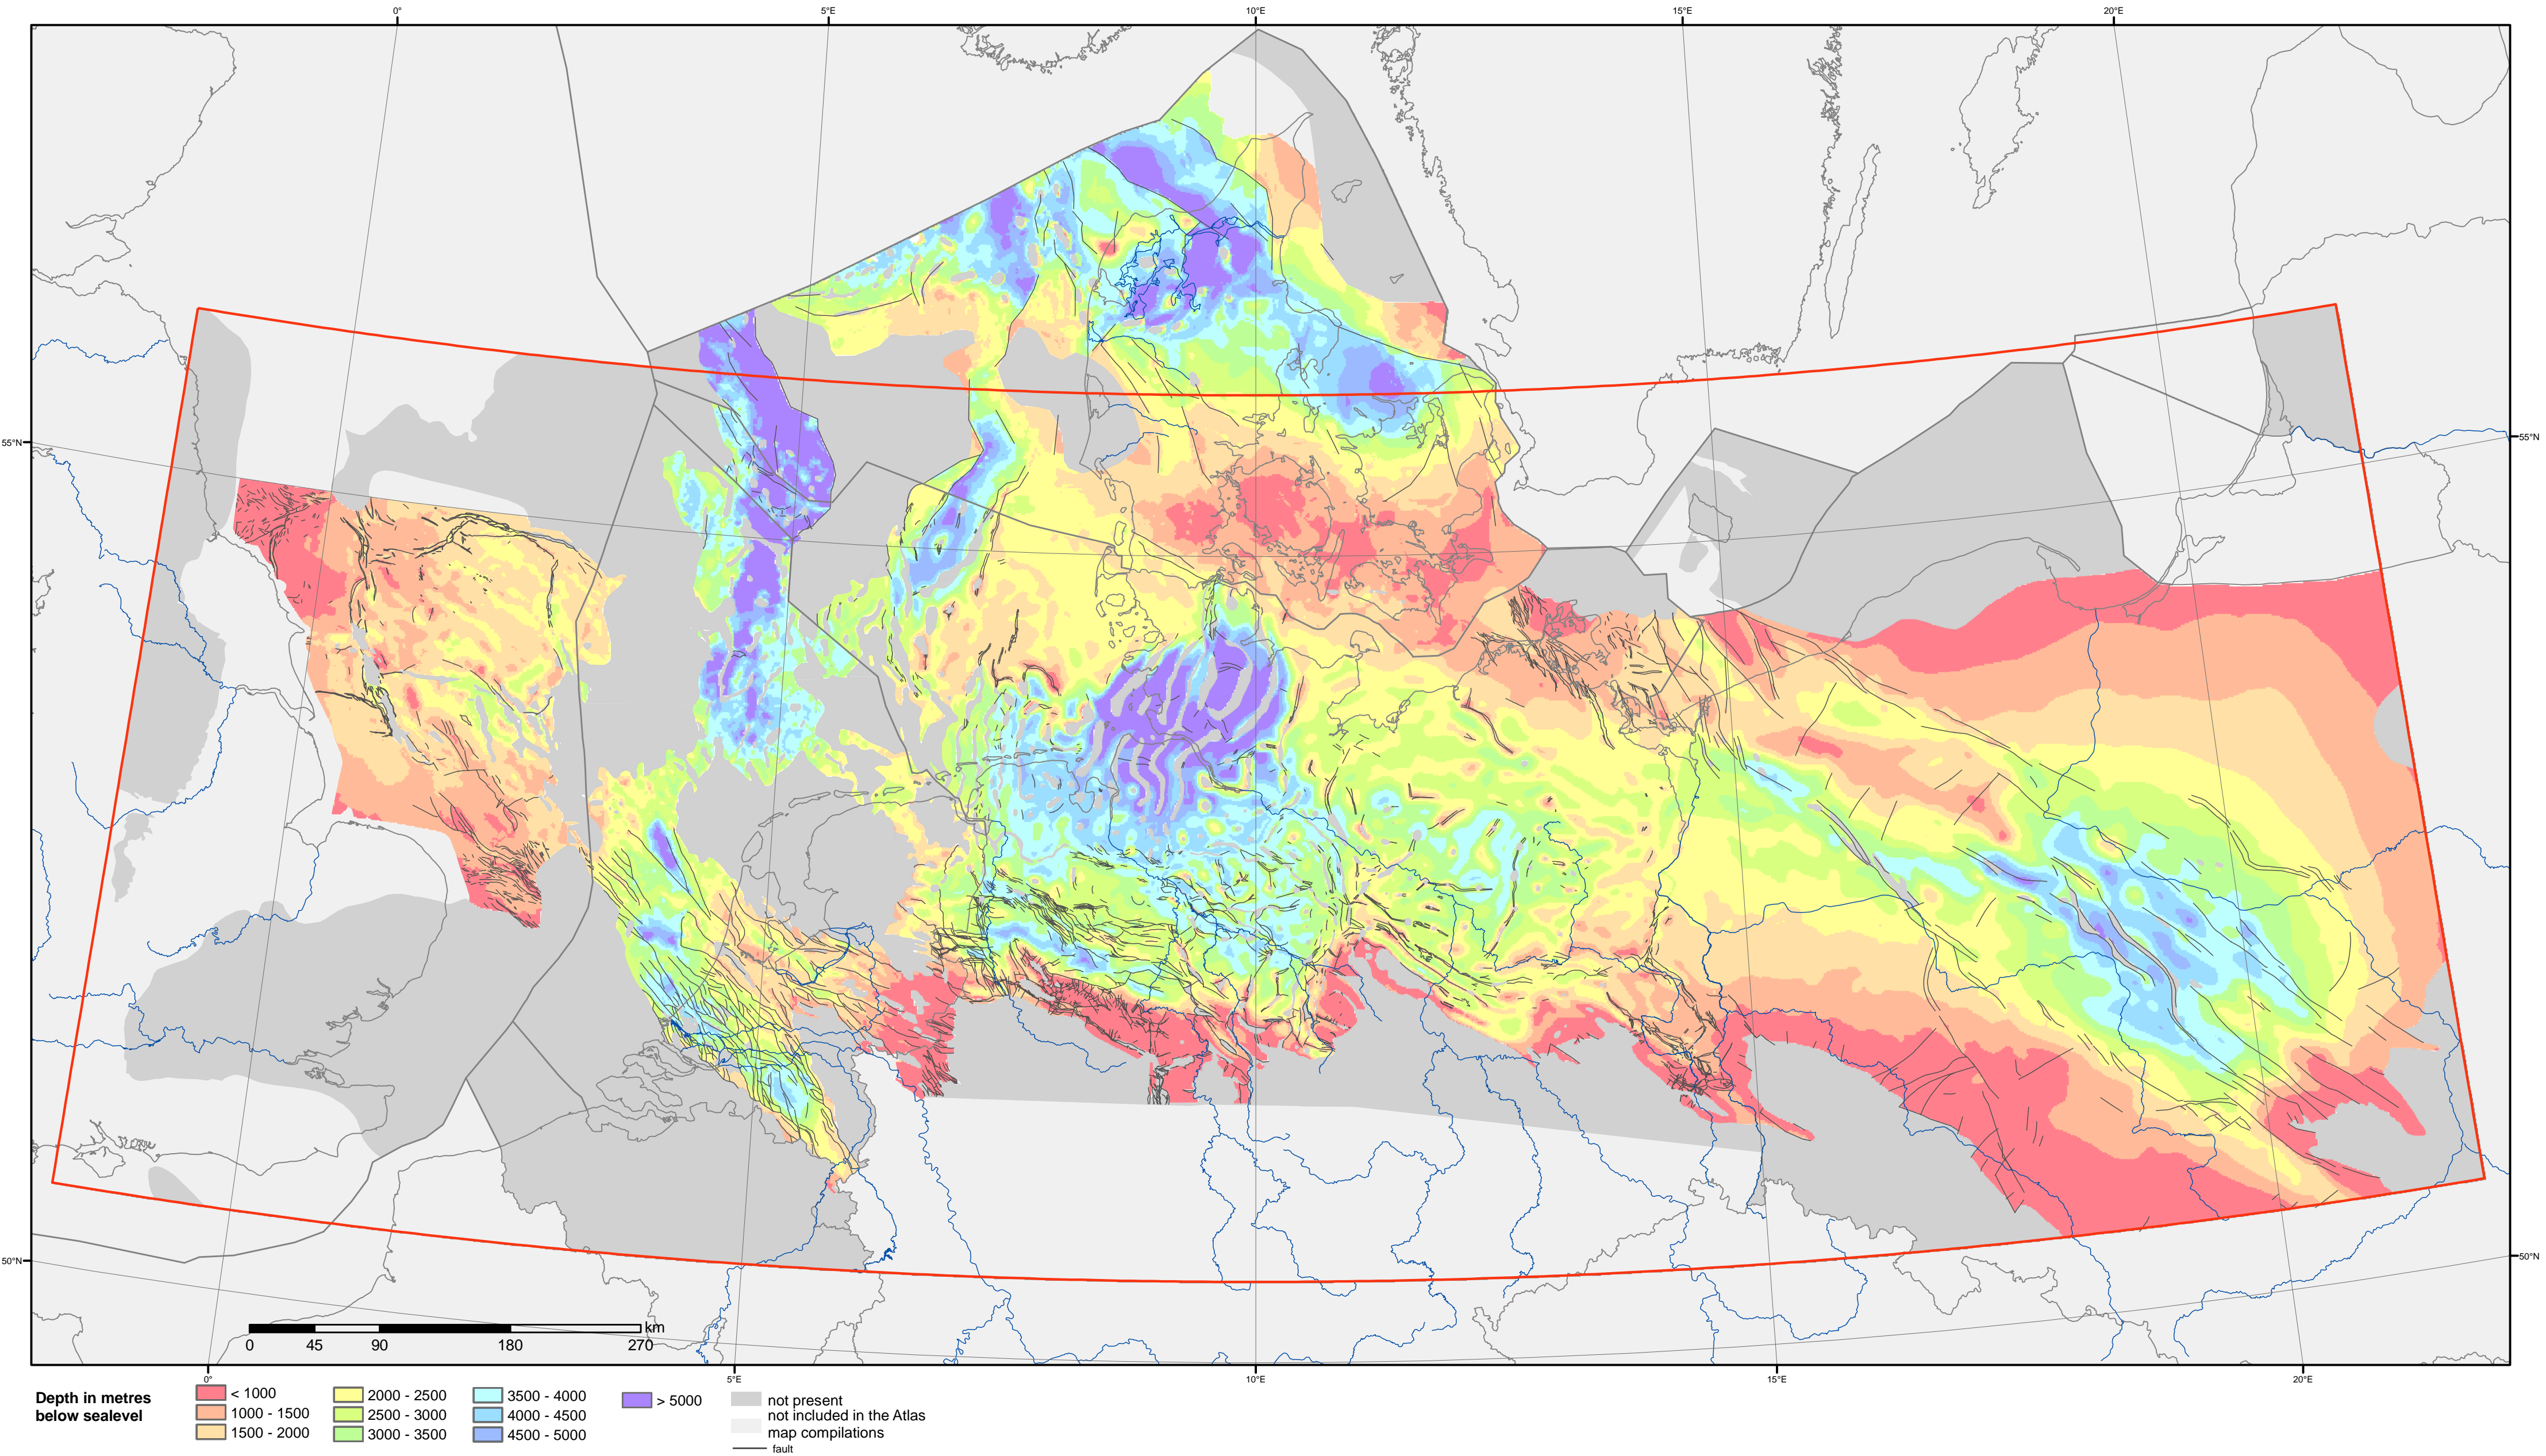 0° 5°E 10°E 15°E 20°E
55°N 55°N
50°N 50°N
km
0 45 90 180 270
0° 5°E 10°E 15°E 20°E
Depth in metres
below sealevel
< 1000
1000 - 1500
1500 - 2000
2000 - 2500
2500 - 3000
3000 - 3500
3500 - 4000
4000 - 4500
4500 - 5000
> 5000
not present
not included in the Atlas
map compilations
fault